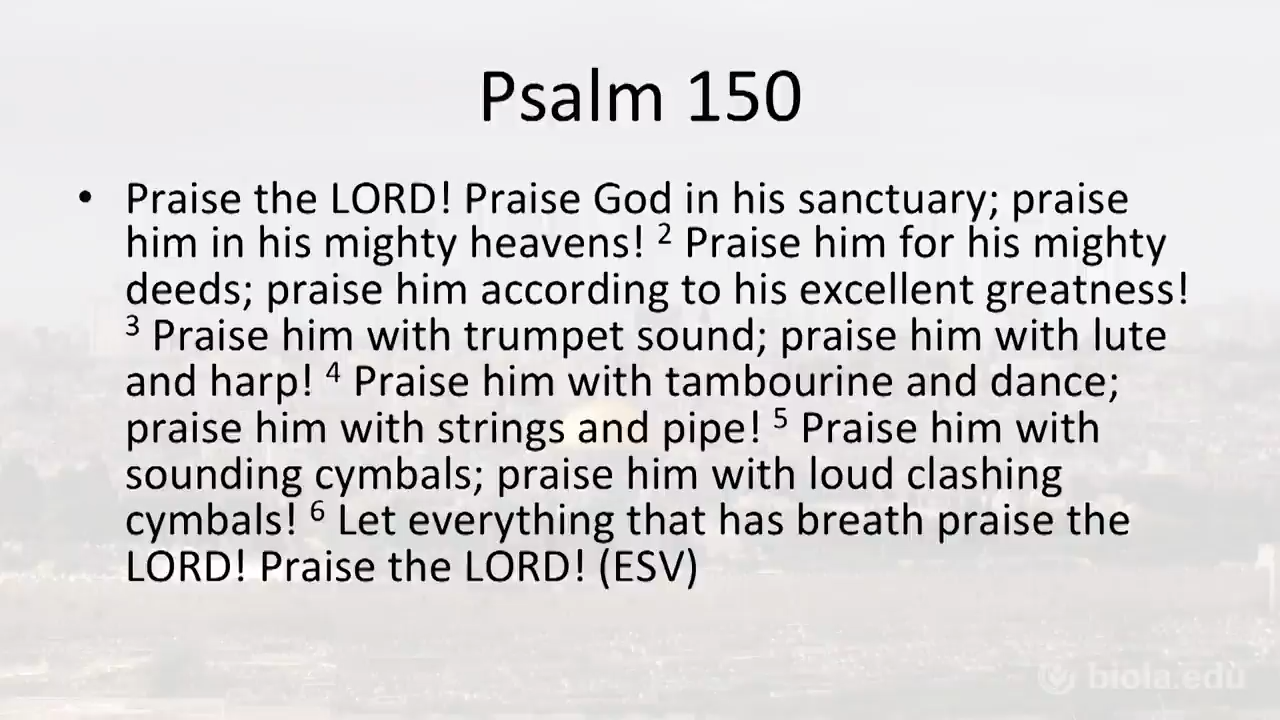 Psalm 150
• Praise the LORD! Praise God in his sanctuary; praise
him in his mighty heavens! ² Praise him for his mighty
deeds; praise him according to his excellent greatness!
³ Praise him with trumpet sound; praise him with lute
and harp! ⁴ Praise him with tambourine and dance;
praise him with strings and pipe! ⁵ Praise him with
sounding cymbals; praise him with loud clashing
cymbals! ⁶ Let everything that has breath praise the
LORD! Praise the LORD! (ESV)
biola.edu